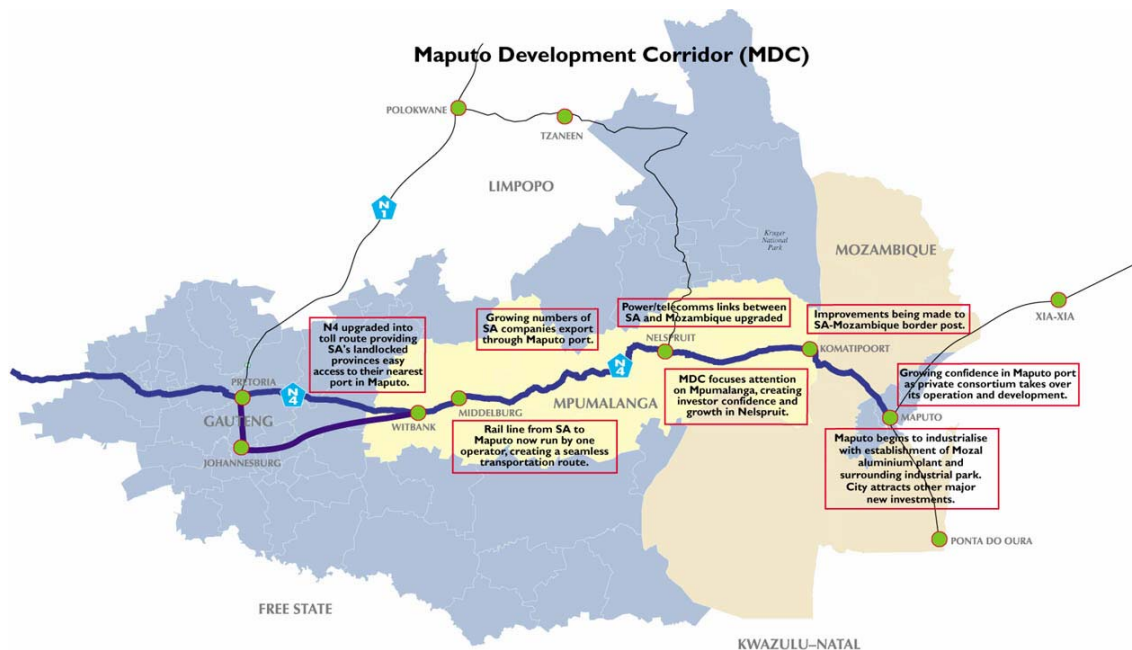 Maputo Development Corridor (MDC)
POLOKWANE
TZANEEN
LIMPOPO
N1
Kruger
National
Park
MOZAMBIQUE
XIA-XIA
N4 upgraded into
toll route providing
SA's landlocked
provinces easy
access to their nearest
port in Maputo.
Growing numbers of
SA companies export
through Maputo port.
Power/telecomms links between
SA and Mozambique upgraded
Improvements being made to
SA-Mozambique border post.
NELSPRUIT
KOMATIPOORT
N4
Growing confidence in Maputo port
as private consortium takes over
its operation and development.
MDC focuses attention
on Mpumalanga, creating
investor confidence and
growth in Nelspruit.
PRETORIA
N4
GAUTENG
WITBANK
MIDDELBURG
MPUMALANGA
MAPUTO
JOHANNESBURG
Rail line from SA to
Maputo now run by one
operator, creating a seamless
transportation route.
Maputo begins to industrialise
with establishment of Mozal
aluminium plant and
surrounding industrial park.
City attracts other major
new investments.
PONTA DO OURA
FREE STATE
KWAZULU–NATAL